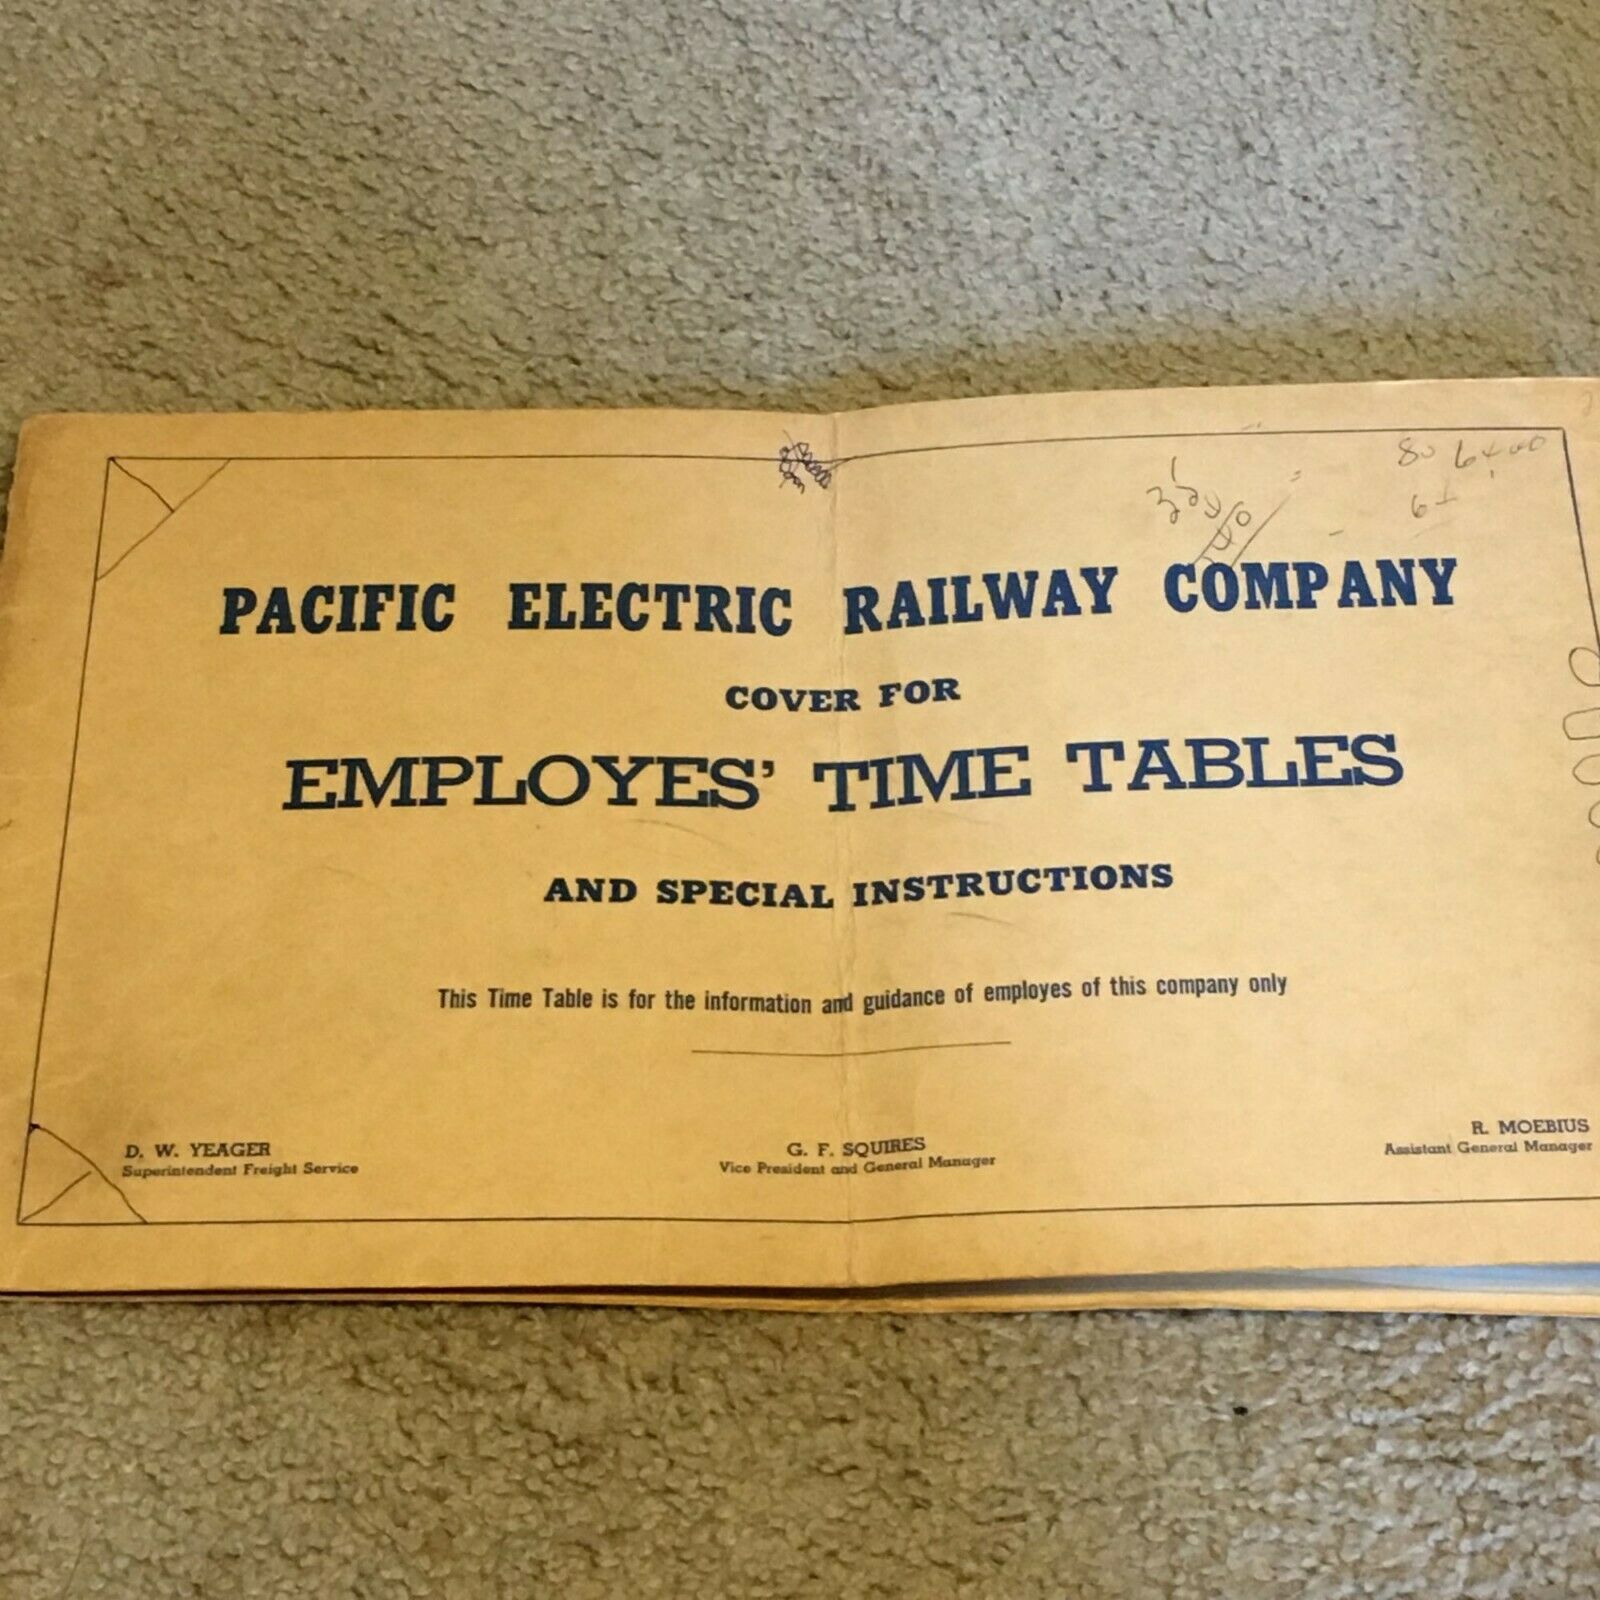 80 6400
PACIFIC ELECTRIC RAILWAY COMPANY
COVER FOR
EMPLOYES' TIME TABLES
AND SPECIAL INSTRUCTIONS
This Time Table is for the information and guidance of employes of this company only
D. W. YEAGER
Superintendent Freight Service
G. F. SQUIRES
Vice President and General Manager
R. MOEBIUS
Assistant General Manager